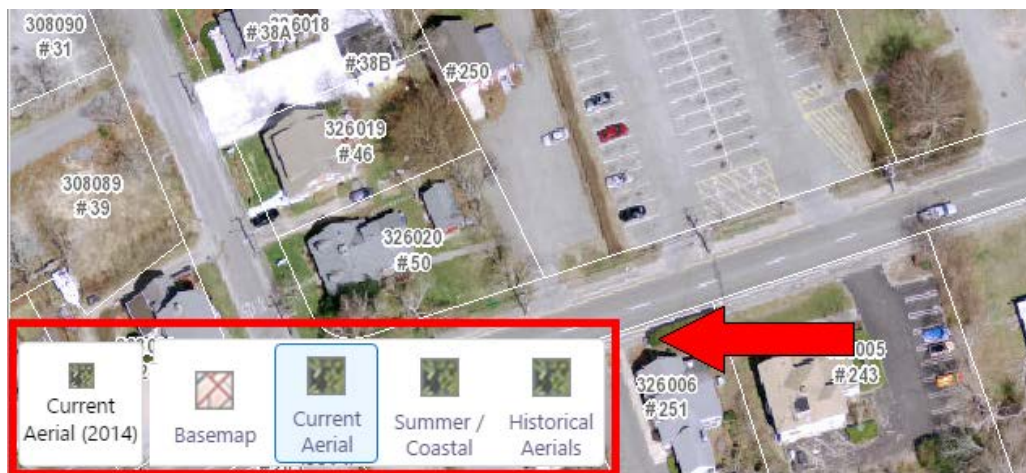 308090
#31
#38A
326018
#38B
#250
326019
#46
308089
#39
326020
#50
326006
#251
#243
Current
Aerial (2014)
Basemap
Current
Aerial
Summer /
Coastal
Historical
Aerials